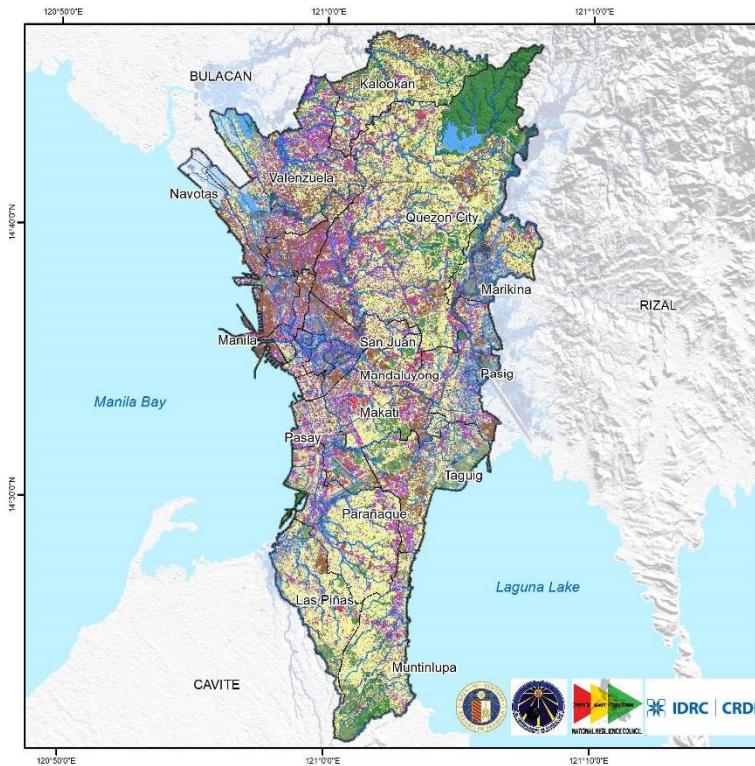 120°50'0"E 121°0'0"E 121°10'0"E
BULACAN
Kalookan
Valenzuela
Navotas
Quezon City
14°40'0"N
Marikina
RIZAL
Manila
San Juan
Mandaluyong
Pasig
Manila Bay
Makati
Pasay
Taguig
14°30'0"N
Parañaque
Laguna Lake
Las Piñas
Muntinlupa
CAVITE
NATIONAL RESILIENCE COUNCIL
IDRC | CRDI
120°50'0"E 121°0'0"E 121°10'0"E